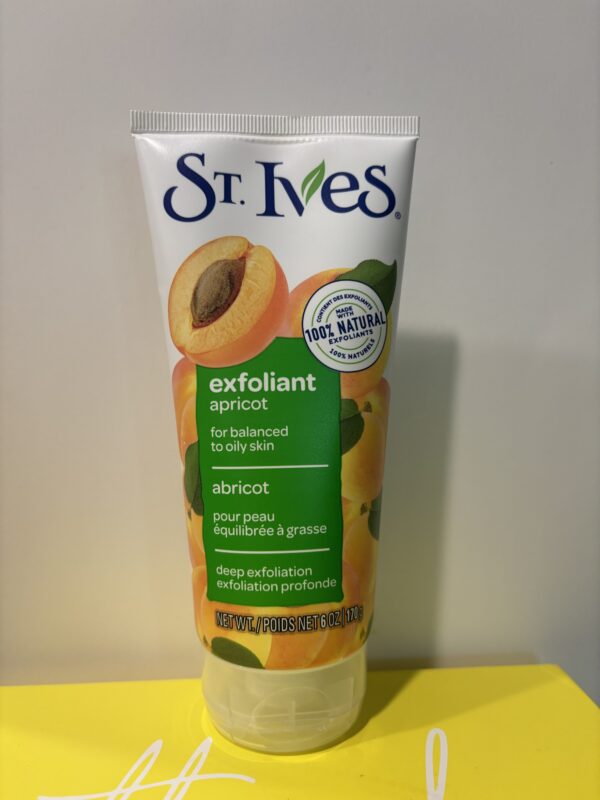 ST. IVES®
CONTIENT DES EXFOLIANTS
MADE
WITH
100% NATURAL
EXFOLIANTS
100% NATURELS
exfoliant
apricot
for balanced
to oily skin
abricot
pour peau
équilibrée à grasse
deep exfoliation
exfoliation profonde
NET WT./POIDS NET 6 OZ | 170 g